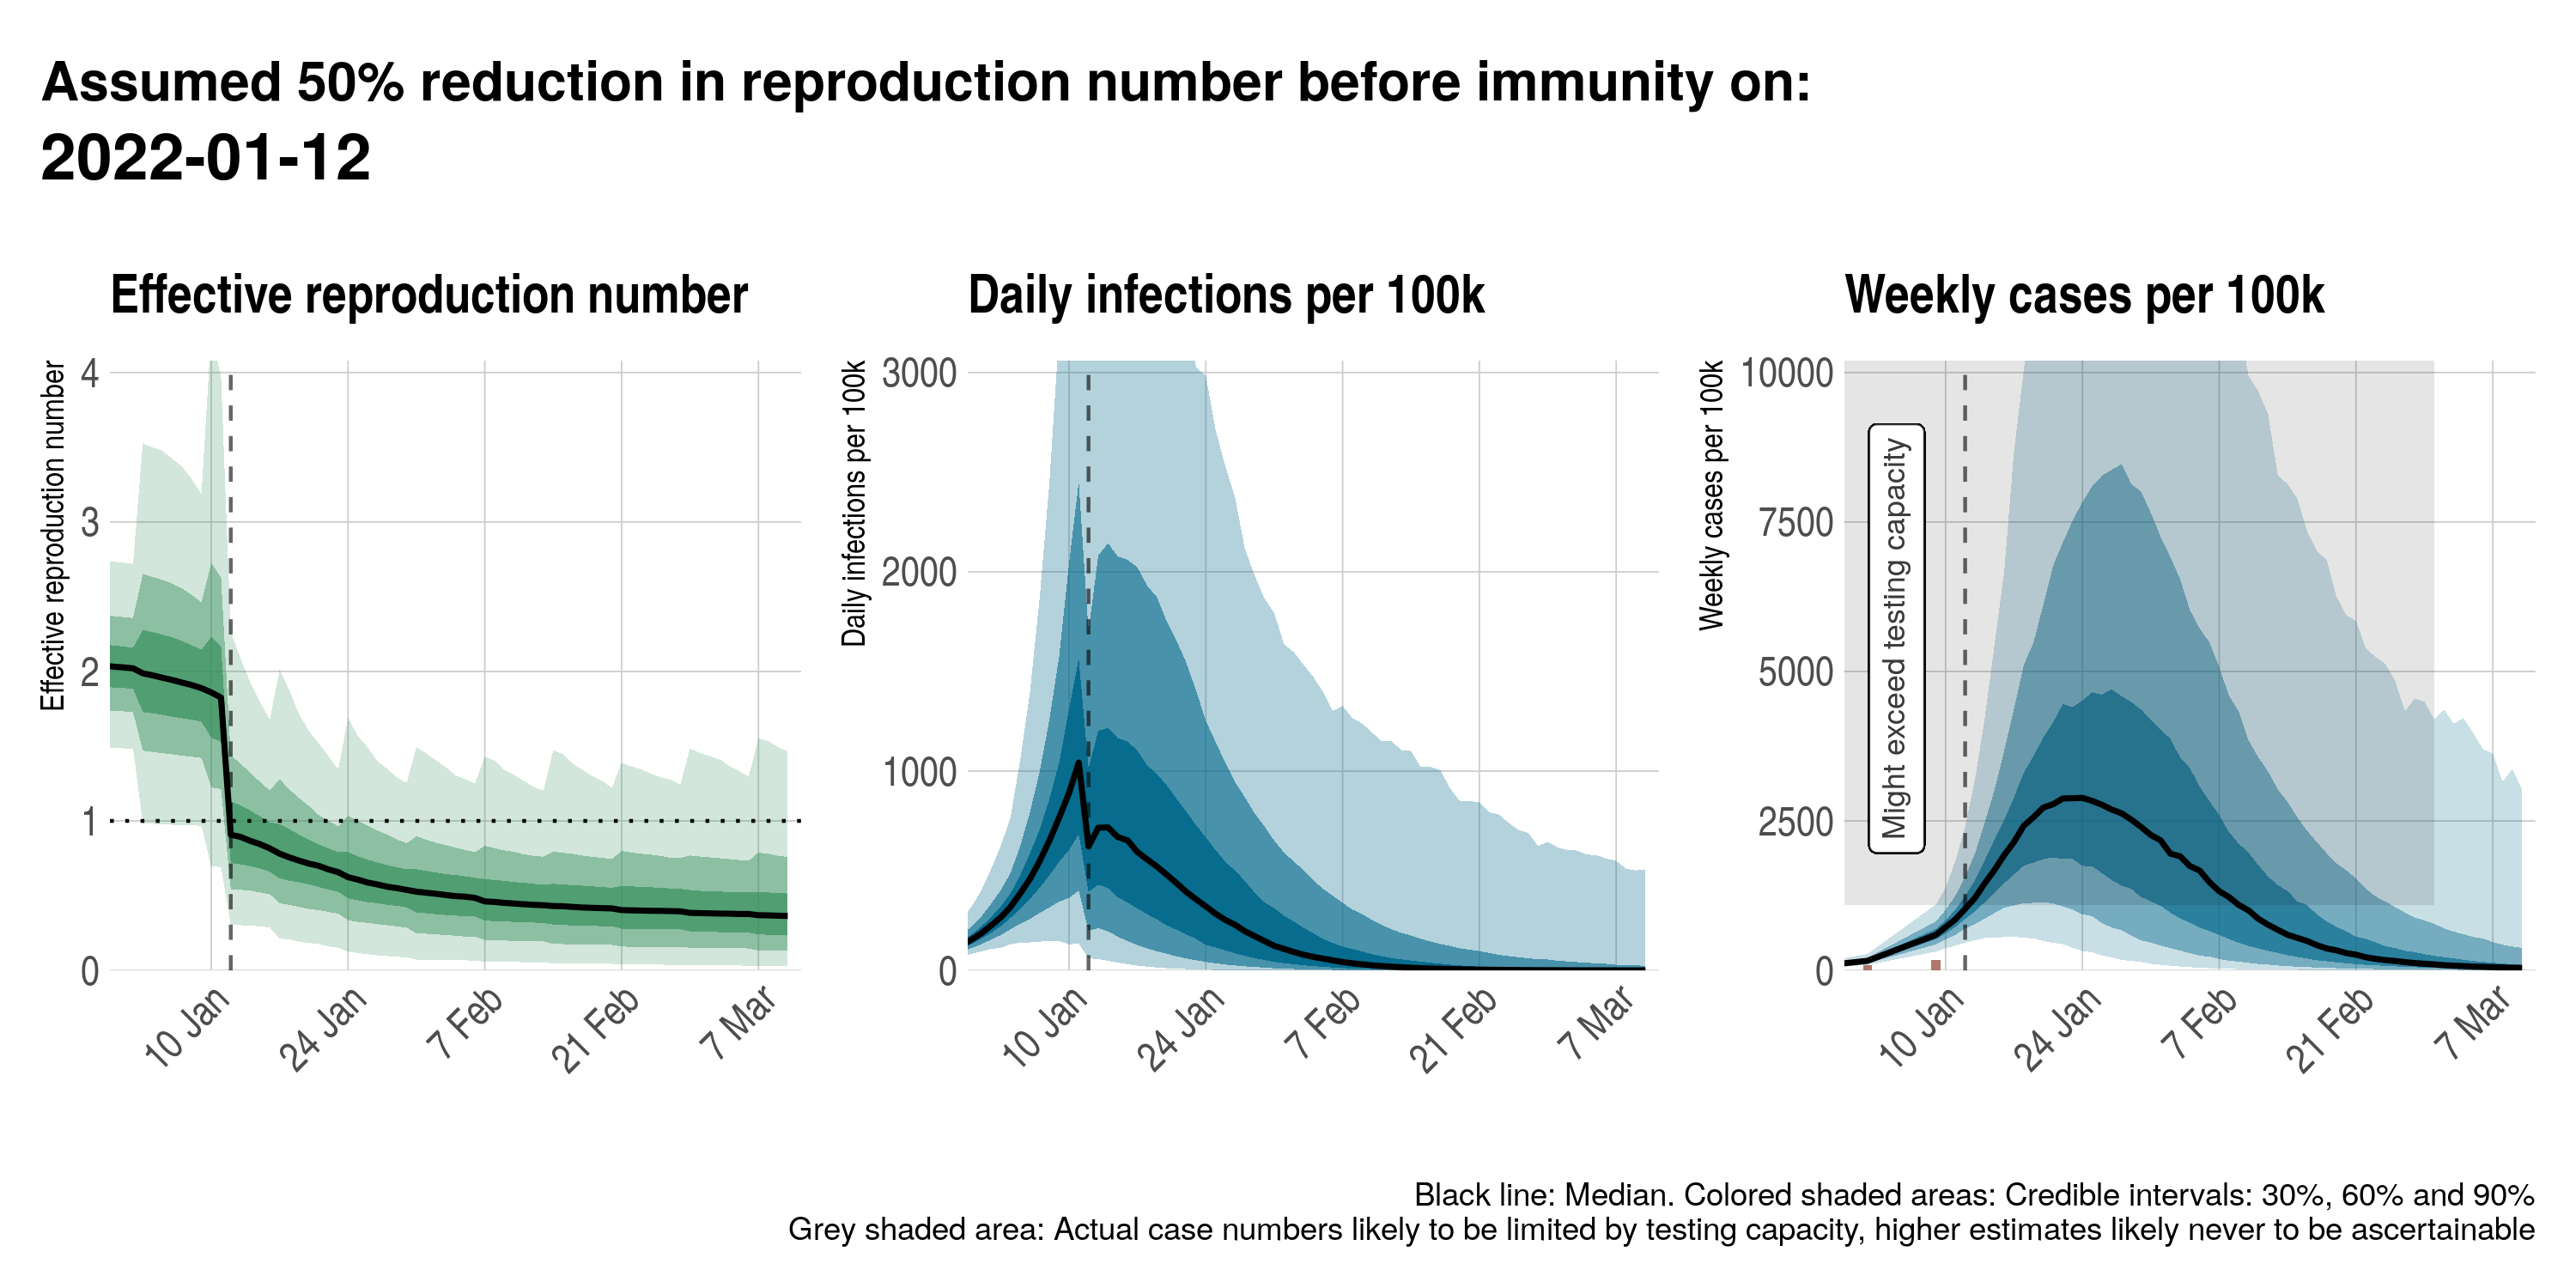 Assumed 50% reduction in reproduction number before immunity on:
2022-01-12
Effective reproduction number
Effective reproduction number
4
3
2
1
0
10 Jan
24 Jan
7 Feb
21 Feb
7 Mar
Daily infections per 100k
Daily infections per 100k
3000
2000
1000
0
10 Jan
24 Jan
7 Feb
21 Feb
7 Mar
Weekly cases per 100k
Weekly cases per 100k
10000
7500
5000
2500
0
Might exceed testing capacity
10 Jan
24 Jan
7 Feb
21 Feb
7 Mar
Black line: Median. Colored shaded areas: Credible intervals: 30%, 60% and 90%
Grey shaded area: Actual case numbers likely to be limited by testing capacity, higher estimates likely never to be ascertainable